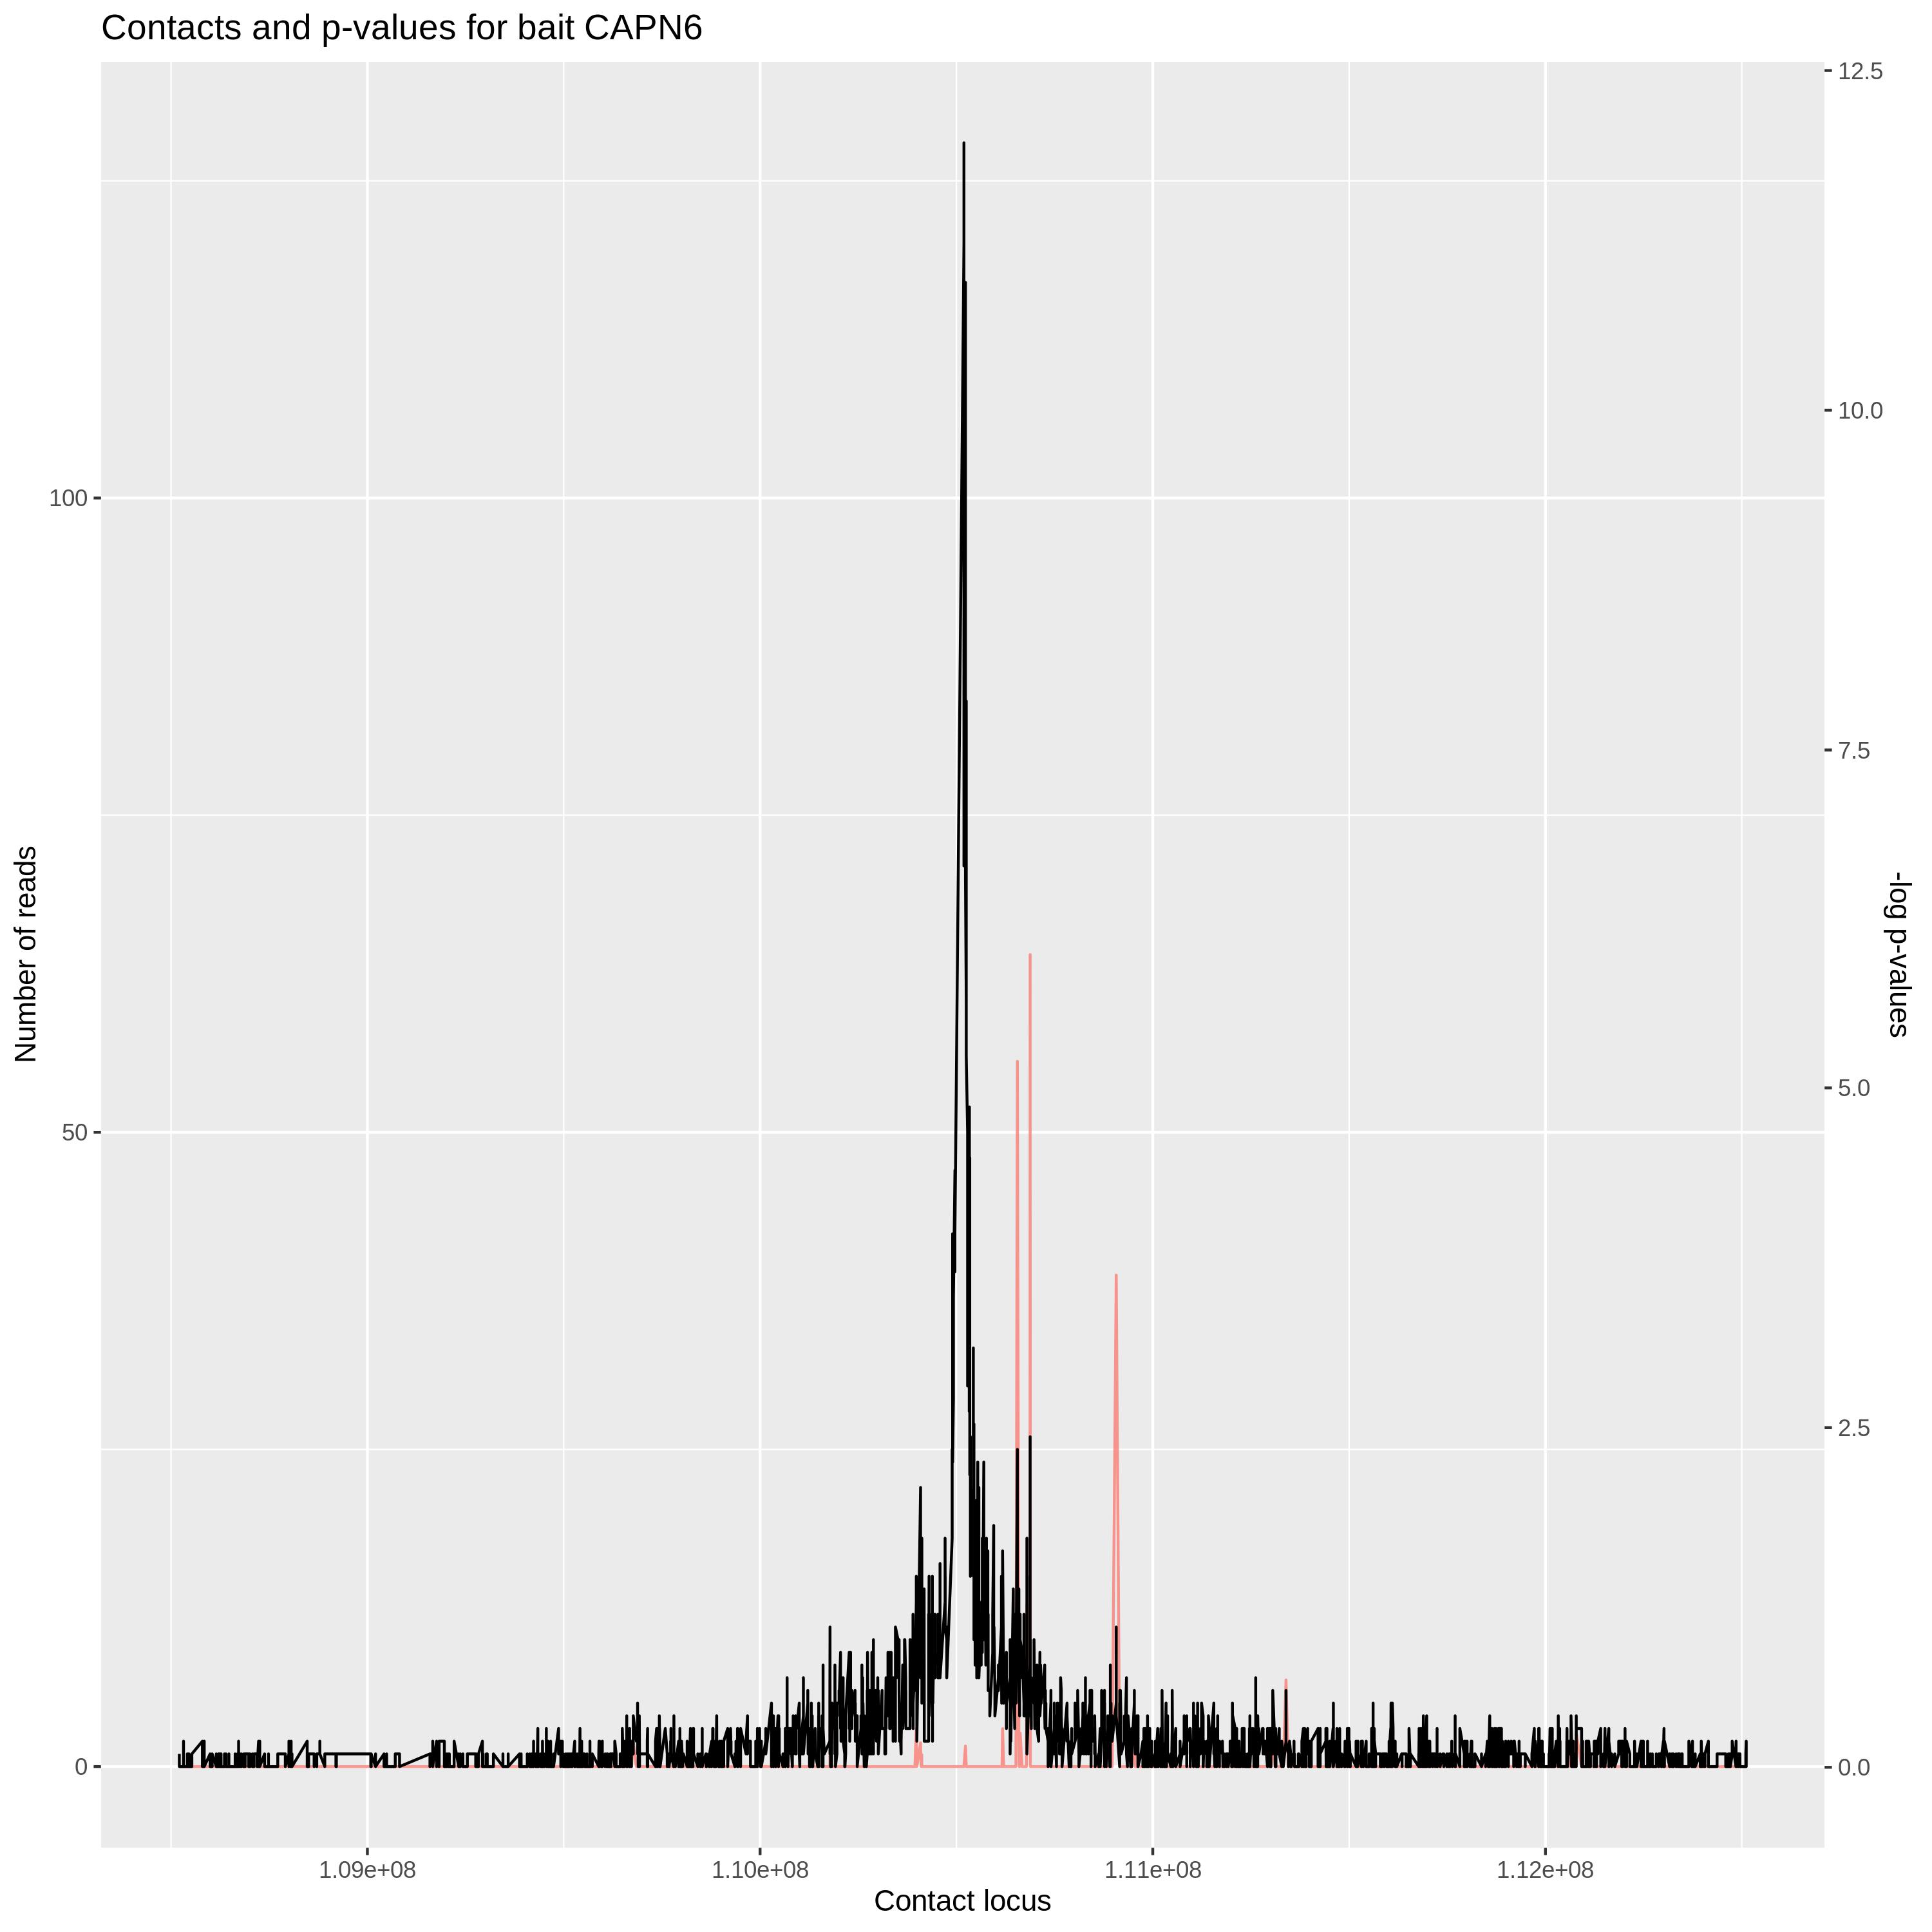 Contacts and p-values for bait CAPN6
12.5
10.0
7.5
5.0
2.5
0.0
-log p-values
100
50
0
Number of reads
1.09e+08
1.10e+08
1.11e+08
1.12e+08
Contact locus